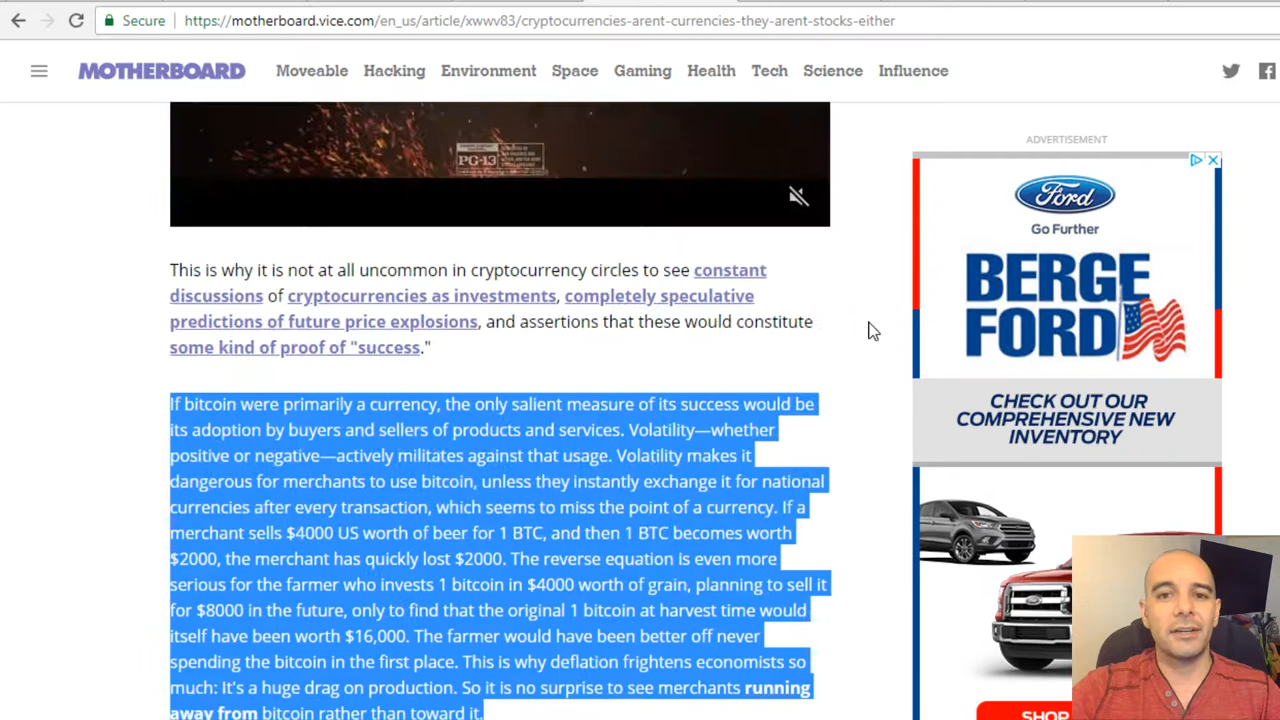 Secure
https://motherboard.vice.com/en_us/article/xwwv83/cryptocurrencies-arent-currencies-they-arent-stocks-either
MOTHERBOARD
Moveable Hacking Environment Space Gaming Health Tech Science Influence
PG-13
This is why it is not at all uncommon in cryptocurrency circles to see constant
discussions of cryptocurrencies as investments, completely speculative
predictions of future price explosions, and assertions that these would constitute
some kind of proof of "success."
If bitcoin were primarily a currency, the only salient measure of its success would be
its adoption by buyers and sellers of products and services. Volatility—whether
positive or negative—actively militates against that usage. Volatility makes it
dangerous for merchants to use bitcoin, unless they instantly exchange it for national
currencies after every transaction, which seems to miss the point of a currency. If a
merchant sells $4000 US worth of beer for 1 BTC, and then 1 BTC becomes worth
$2000, the merchant has quickly lost $2000. The reverse equation is even more
serious for the farmer who invests 1 bitcoin in $4000 worth of grain, planning to sell it
for $8000 in the future, only to find that the original 1 bitcoin at harvest time would
itself have been worth $16,000. The farmer would have been better off never
spending the bitcoin in the first place. This is why deflation frightens economists so
much: It's a huge drag on production. So it is no surprise to see merchants running
away from bitcoin rather than toward it.
ADVERTISEMENT
Ford
Go Further
BERGE
FORD
CHECK OUT OUR
COMPREHENSIVE NEW
INVENTORY
SHOP